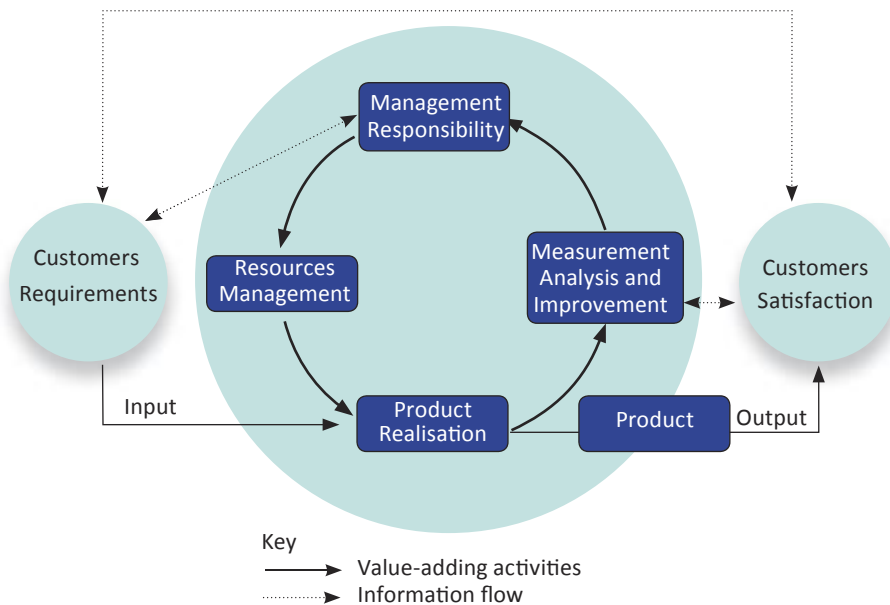 Management
Responsibility
Customers
Requirements
Resources
Management
Measurement
Analysis and
Improvement
Customers
Satisfaction
Input
Product
Realisation
Product
Output
Key
Value-adding activities
Information flow